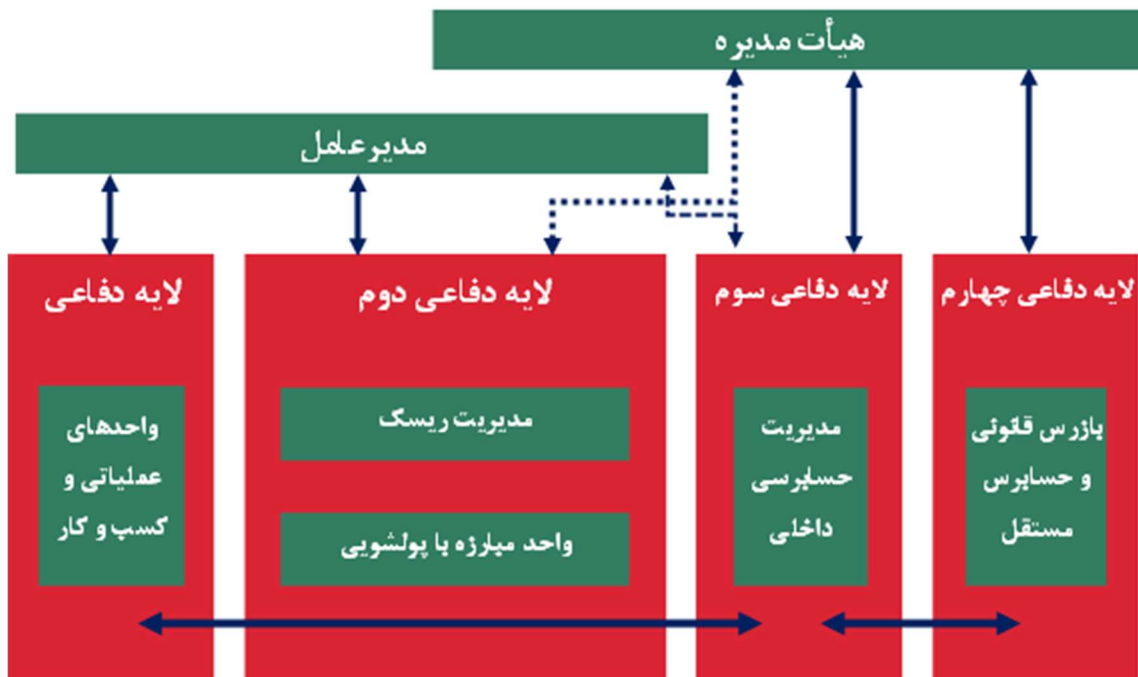 هیأت مدیره
مدیرعامل
لایه دفاعی چهارم
لایه دفاعی سوم
لایه دفاعی دوم
لایه دفاعی
بازرس قانونی
و حسابرس
مستقل
مدیریت
حسابرسی
داخلی
مدیریت ریسک
واحد مبارزه با پولشویی
واحدهای
عملیاتی و
کسب و کار